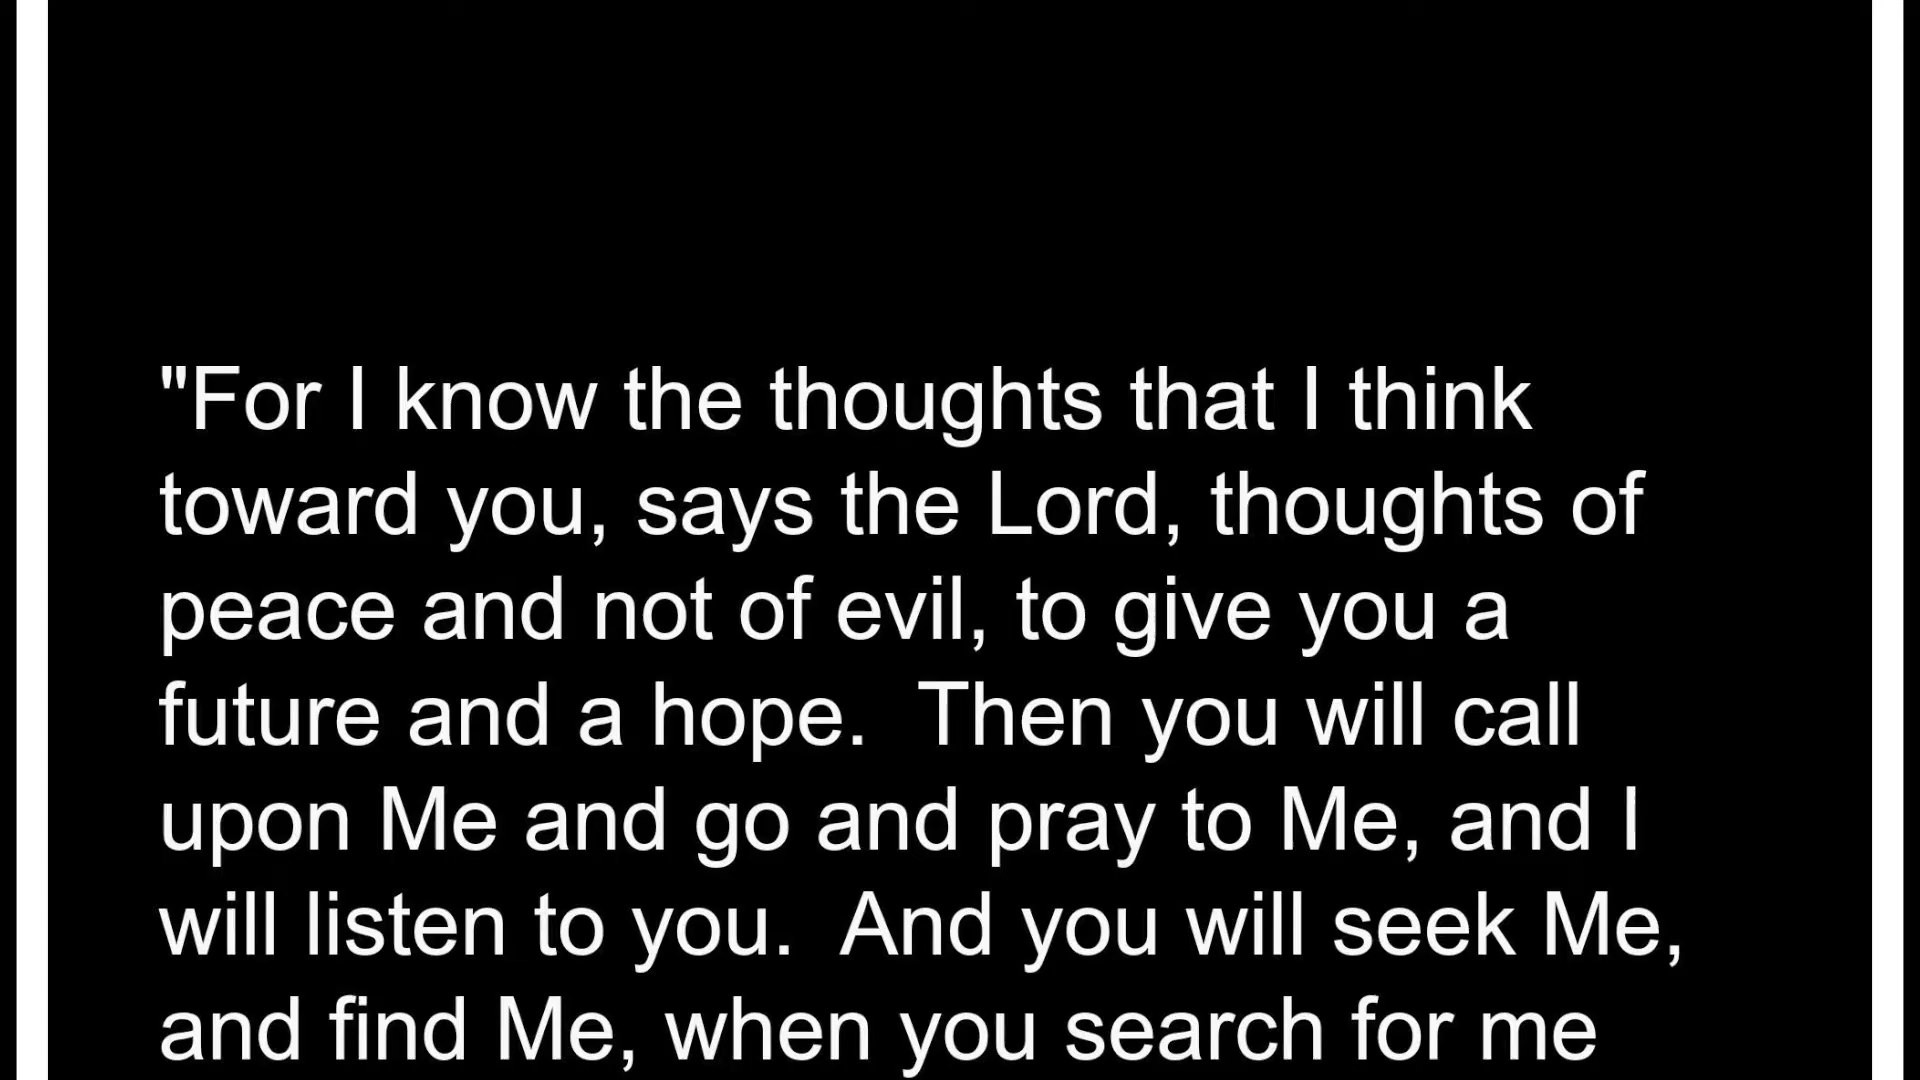 "For I know the thoughts that I think
toward you, says the Lord, thoughts of
peace and not of evil, to give you a
future and a hope.  Then you will call
upon Me and go and pray to Me, and I
will listen to you.  And you will seek Me,
and find Me, when you search for me